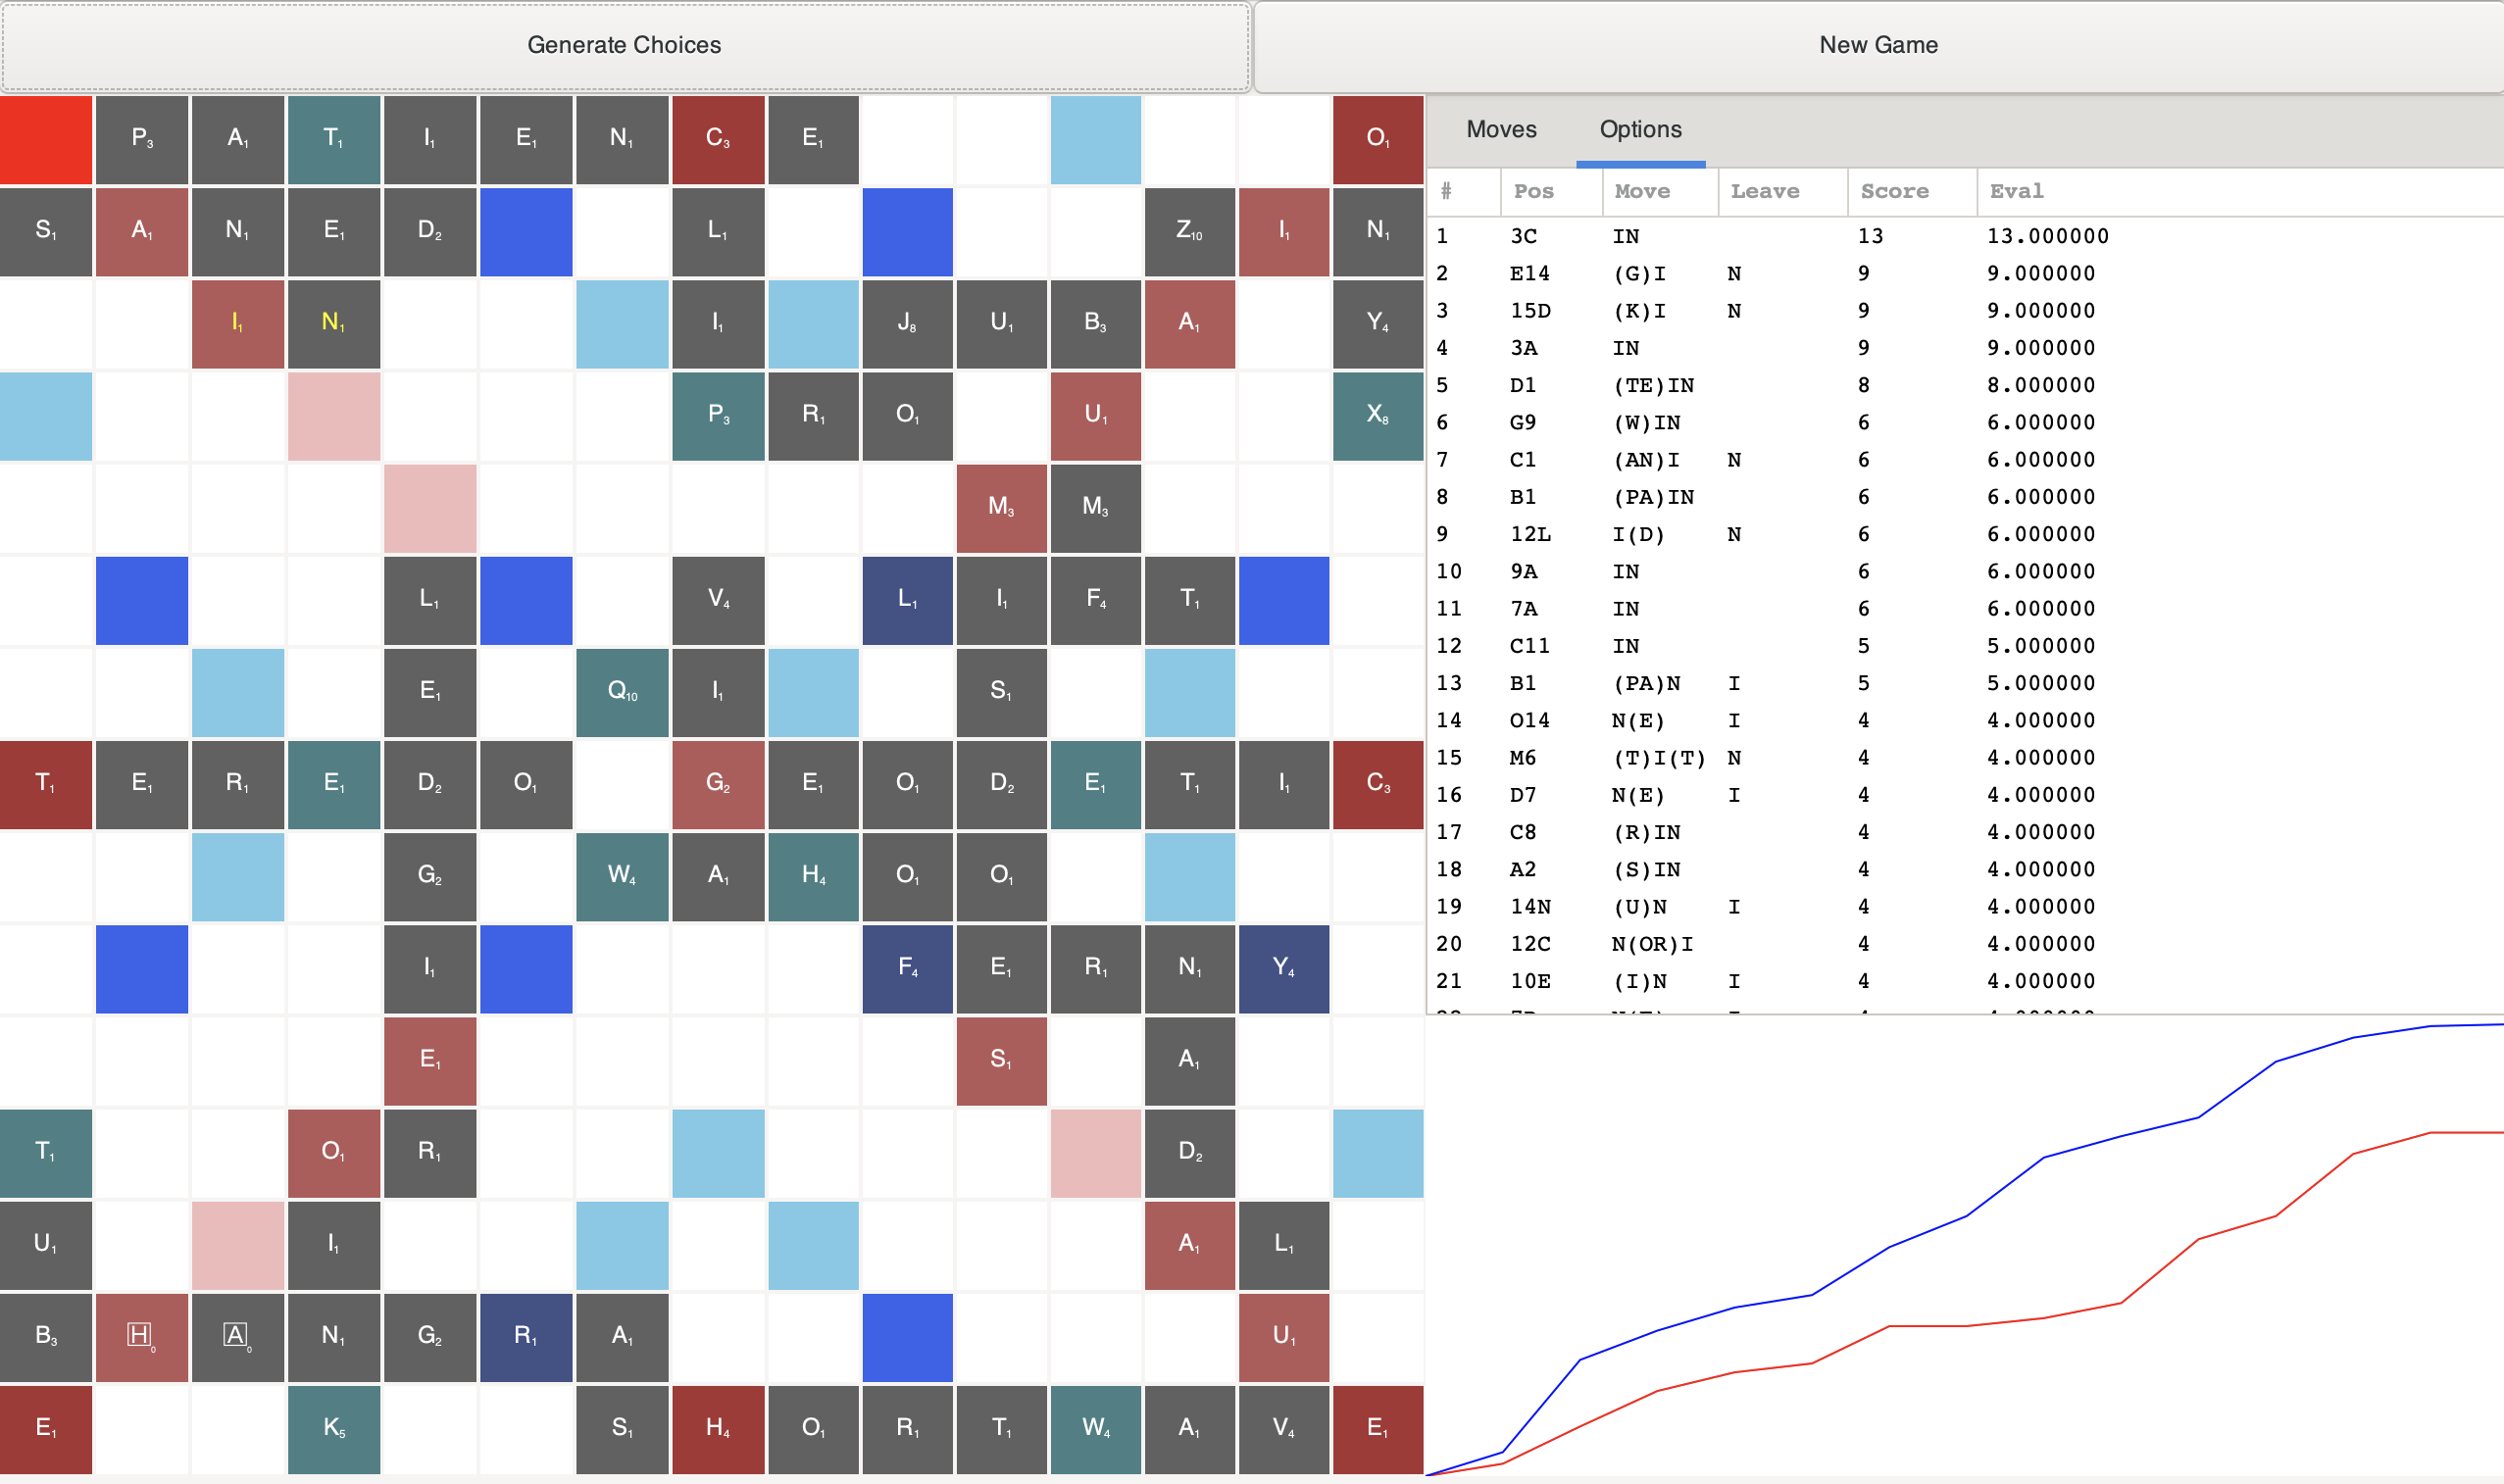 Generate Choices New Game
P3 A1 T1 I1 E1 N1 C3 E1 O1
S1 A1 N1 E1 D2 L1 Z10 I1 N1
I1 N1 I1 J8 U1 B3 A1 Y4
P3 R1 O1 U1 X8
M3 M3
L1 V4 L1 I1 F4 T1
E1 Q10 I1 S1
T1 E1 R1 E1 D2 O1 G2 E1 O1 D2 E1 T1 I1 C3
G2 W4 A1 H4 O1 O1
I1 F4 E1 R1 N1 Y4
E1 S1 A1
T1 O1 R1 D2
U1 I1 A1 L1
B3 H0 A0 N1 G2 R1 A1 U1
E1 K5 S1 H4 O1 R1 T1 W4 A1 V4 E1
Moves Options
# Pos Move Leave Score Eval
1 3C IN 13 13.000000
2 E14 (G)I N 9 9.000000
3 15D (K)I N 9 9.000000
4 3A IN 9 9.000000
5 D1 (TE)IN 8 8.000000
6 G9 (W)IN 6 6.000000
7 C1 (AN)I N 6 6.000000
8 B1 (PA)IN 6 6.000000
9 12L I(D) N 6 6.000000
10 9A IN 6 6.000000
11 7A IN 6 6.000000
12 C11 IN 5 5.000000
13 B1 (PA)N I 5 5.000000
14 O14 N(E) I 4 4.000000
15 M6 (T)I(T) N 4 4.000000
16 D7 N(E) I 4 4.000000
17 C8 (R)IN 4 4.000000
18 A2 (S)IN 4 4.000000
19 14N (U)N I 4 4.000000
20 12C N(OR)I 4 4.000000
21 10E (I)N I 4 4.000000